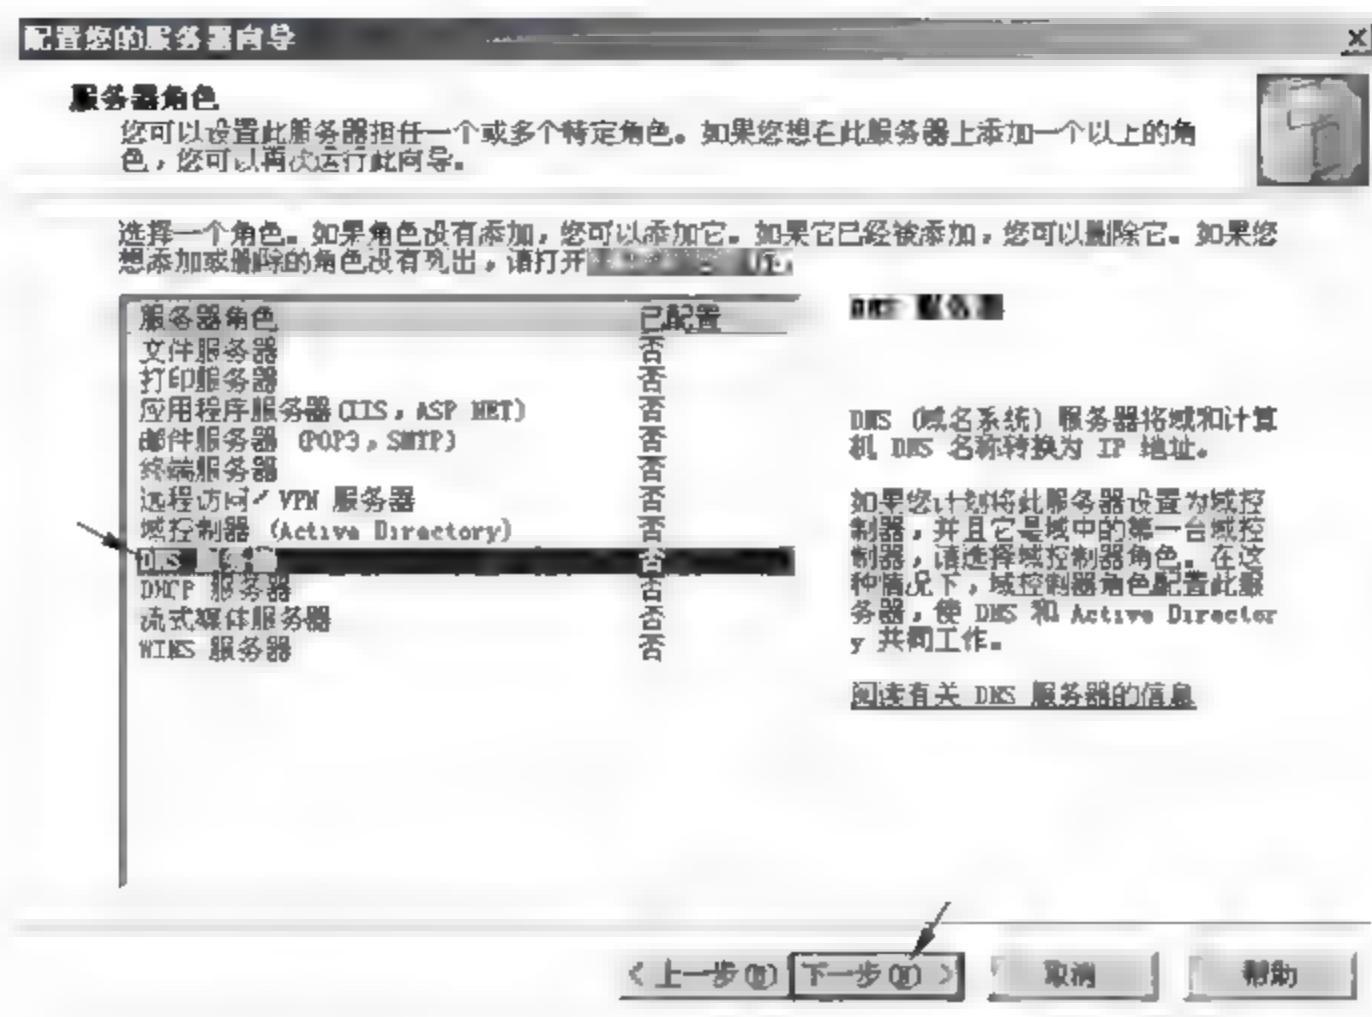 配置您的服务器向导
服务器角色
您可以设置此服务器担任一个或多个特定角色。如果您想在此服务器上添加一个以上的角
色，您可以再次运行此向导。
选择一个角色。如果角色没有添加，您可以添加它。如果它已经被添加，您可以删除它。如果您
想添加或删除的角色没有列出，请打开
服务器角色 已配置
文件服务器 否
打印服务器 否
应用程序服务器(IIS，ASP.NET) 否
邮件服务器 (POP3，SMTP) 否
终端服务器 否
远程访问/VPN 服务器 否
域控制器 (Active Directory) 否
DNS 服务器 否
DHCP 服务器 否
流式媒体服务器 否
WINS 服务器 否
DNS 服务器
DNS (域名系统) 服务器将域和计算
机 DNS 名称转换为 IP 地址。
如果您计划将此服务器设置为域控
制器，并且它是域中的第一台域控
制器，请选择域控制器角色。在这
种情况下，域控制器角色配置此服
务器，使 DNS 和 Active Director
y 共同工作。
阅读有关 DNS 服务器的信息
< 上一步(B) 下一步(N) > 取消 帮助